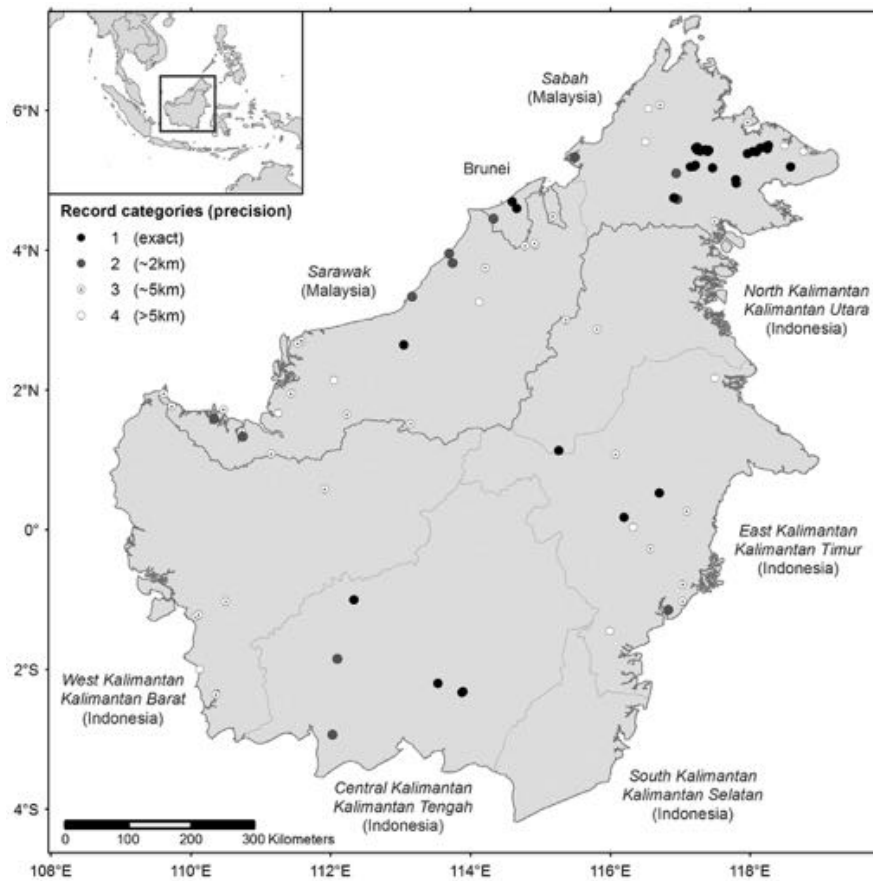 6°N
4°N
2°N
0°
2°S
4°S
Sabah
(Malaysia)
Brunei
Record categories (precision)
1 (exact)
2 (~2km)
3 (~5km)
4 (>5km)
Sarawak
(Malaysia)
North Kalimantan
Kalimantan Utara
(Indonesia)
East Kalimantan
Kalimantan Timur
(Indonesia)
West Kalimantan
Kalimantan Barat
(Indonesia)
Central Kalimantan
Kalimantan Tengah
(Indonesia)
South Kalimantan
Kalimantan Selatan
(Indonesia)
0 100 200 300 Kilometers
108°E 110°E 112°E 114°E 116°E 118°E